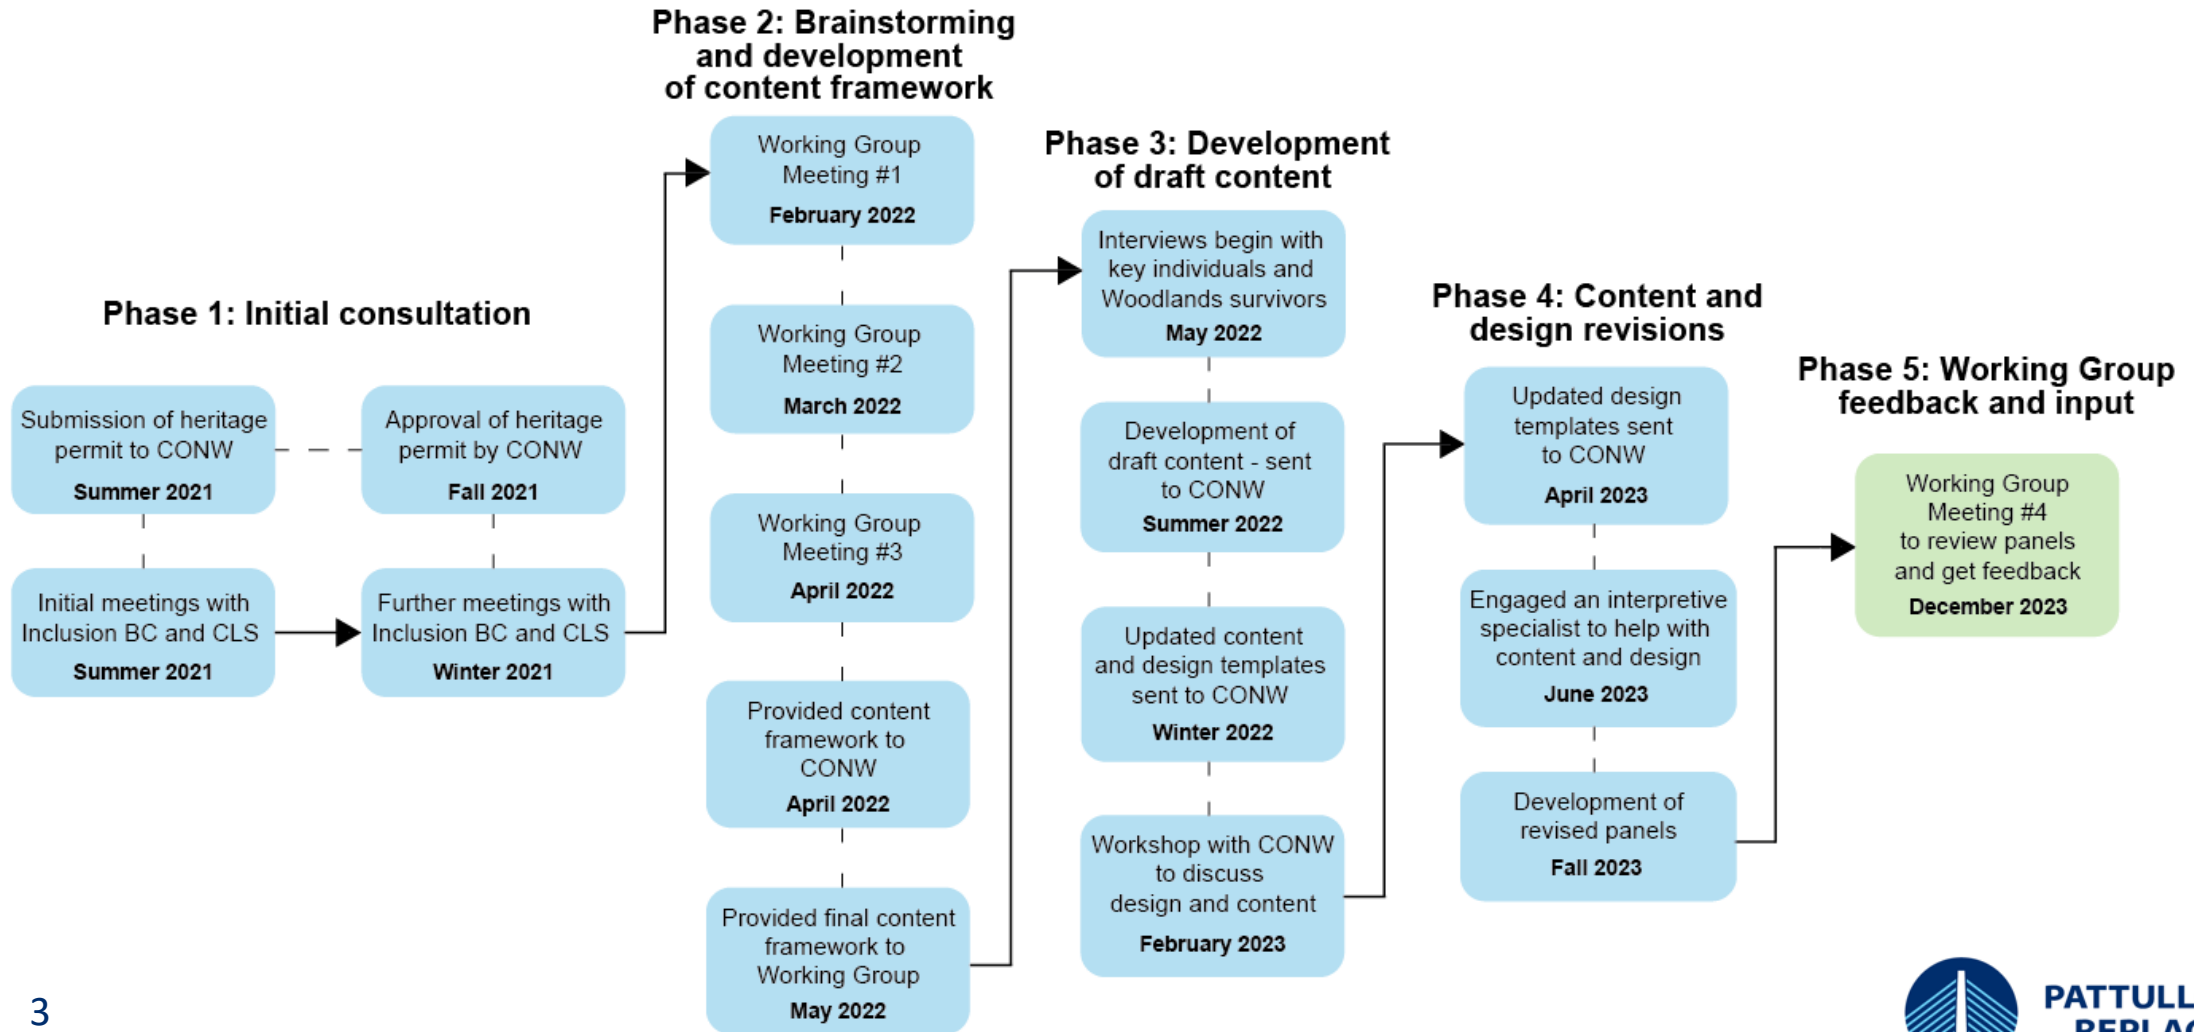 Phase 1: Initial consultation
Submission of heritage
permit to CONW
Summer 2021
Approval of heritage
permit by CONW
Fall 2021
Initial meetings with
Inclusion BC and CLS
Summer 2021
Further meetings with
Inclusion BC and CLS
Winter 2021
Phase 2: Brainstorming
and development
of content framework
Working Group
Meeting #1
February 2022
Working Group
Meeting #2
March 2022
Working Group
Meeting #3
April 2022
Provided content
framework to
CONW
April 2022
Provided final content
framework to
Working Group
May 2022
Phase 3: Development
of draft content
Interviews begin with
key individuals and
Woodlands survivors
May 2022
Development of
draft content - sent
to CONW
Summer 2022
Updated content
and design templates
sent to CONW
Winter 2022
Workshop with CONW
to discuss
design and content
February 2023
Phase 4: Content and
design revisions
Updated design
templates sent
to CONW
April 2023
Engaged an interpretive
specialist to help with
content and design
June 2023
Development of
revised panels
Fall 2023
Phase 5: Working Group
feedback and input
Working Group
Meeting #4
to review panels
and get feedback
December 2023
3
PATTULL